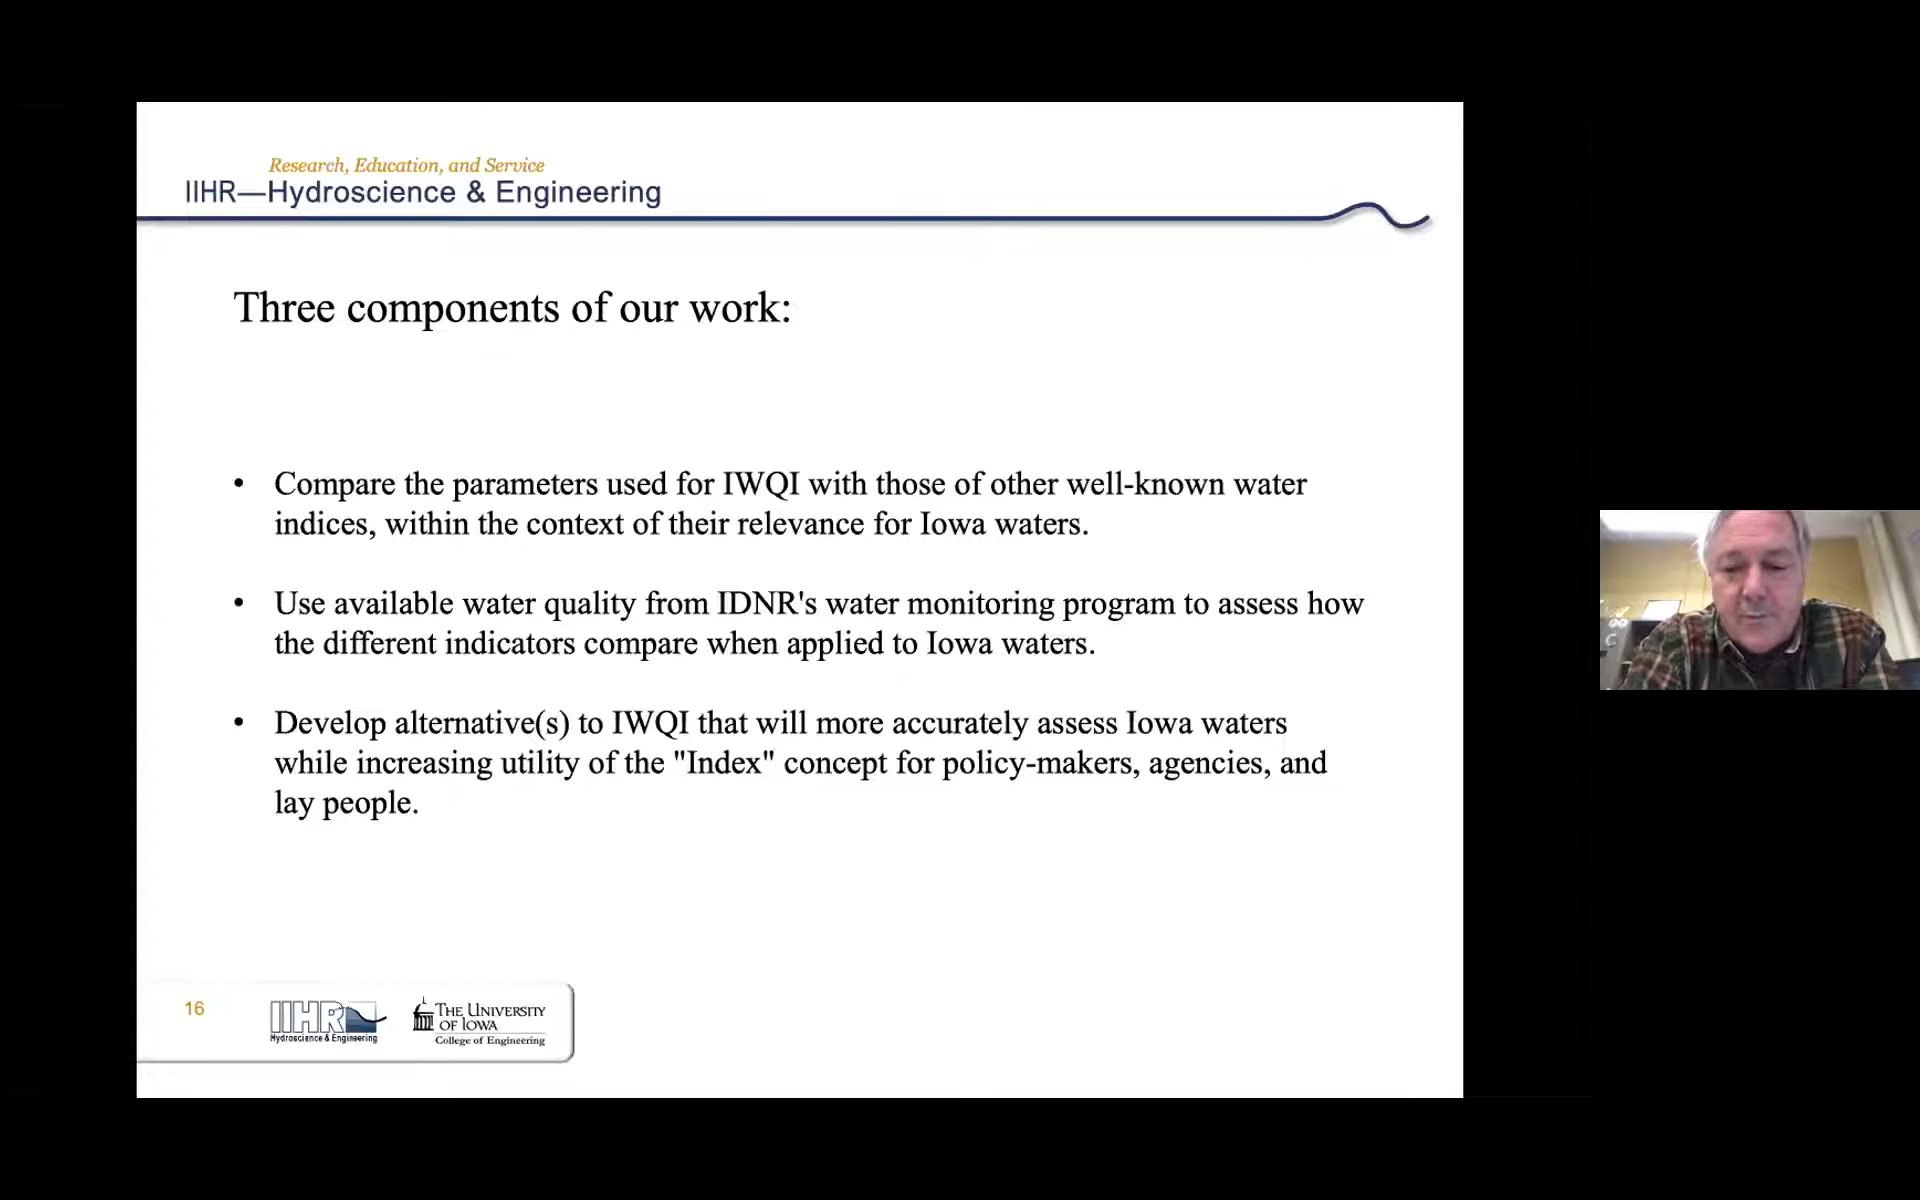 Research, Education, and Service
IIHR—Hydroscience & Engineering
Three components of our work:
• Compare the parameters used for IWQI with those of other well-known water
indices, within the context of their relevance for Iowa waters.
• Use available water quality from IDNR's water monitoring program to assess how
the different indicators compare when applied to Iowa waters.
• Develop alternative(s) to IWQI that will more accurately assess Iowa waters
while increasing utility of the "Index" concept for policy-makers, agencies, and
lay people.
16
IIHR
Hydroscience & Engineering
THE UNIVERSITY
OF IOWA
College of Engineering